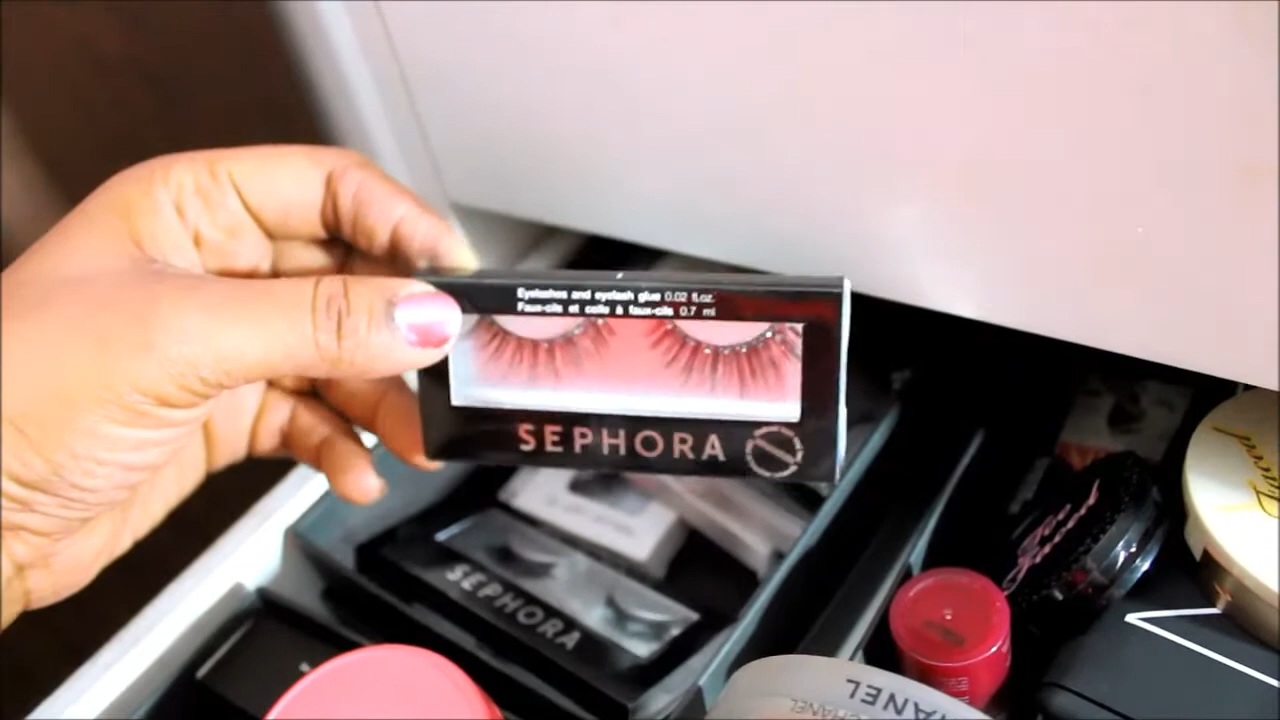 Eyelashes and eyelash glue 0.02 fl.oz.
Faux-cils et colle à faux-cils 0.7 ml
SEPHORA
SEPHORA
CHANEL
CHANEL